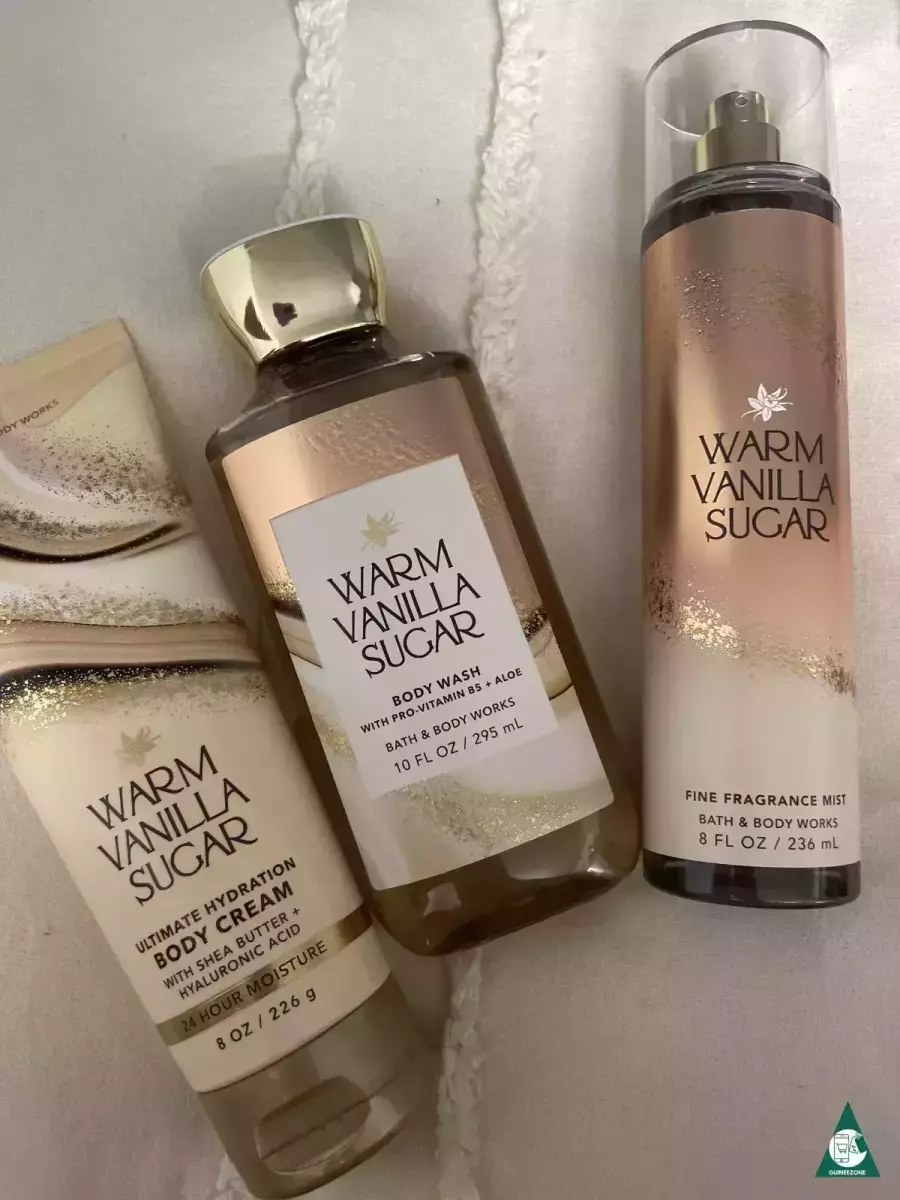 BODY WORKS
WARM
VANILLA
SUGAR
ULTIMATE HYDRATION
BODY CREAM
WITH SHEA BUTTER +
HYALURONIC ACID
24 HOUR MOISTURE
8 OZ / 226 g
WARM
VANILLA
SUGAR
BODY WASH
WITH PRO-VITAMIN B5 + ALOE
BATH & BODY WORKS
10 FL OZ / 295 mL
WARM
VANILLA
SUGAR
FINE FRAGRANCE MIST
BATH & BODY WORKS
8 FL OZ / 236 mL
GUINEEZONE